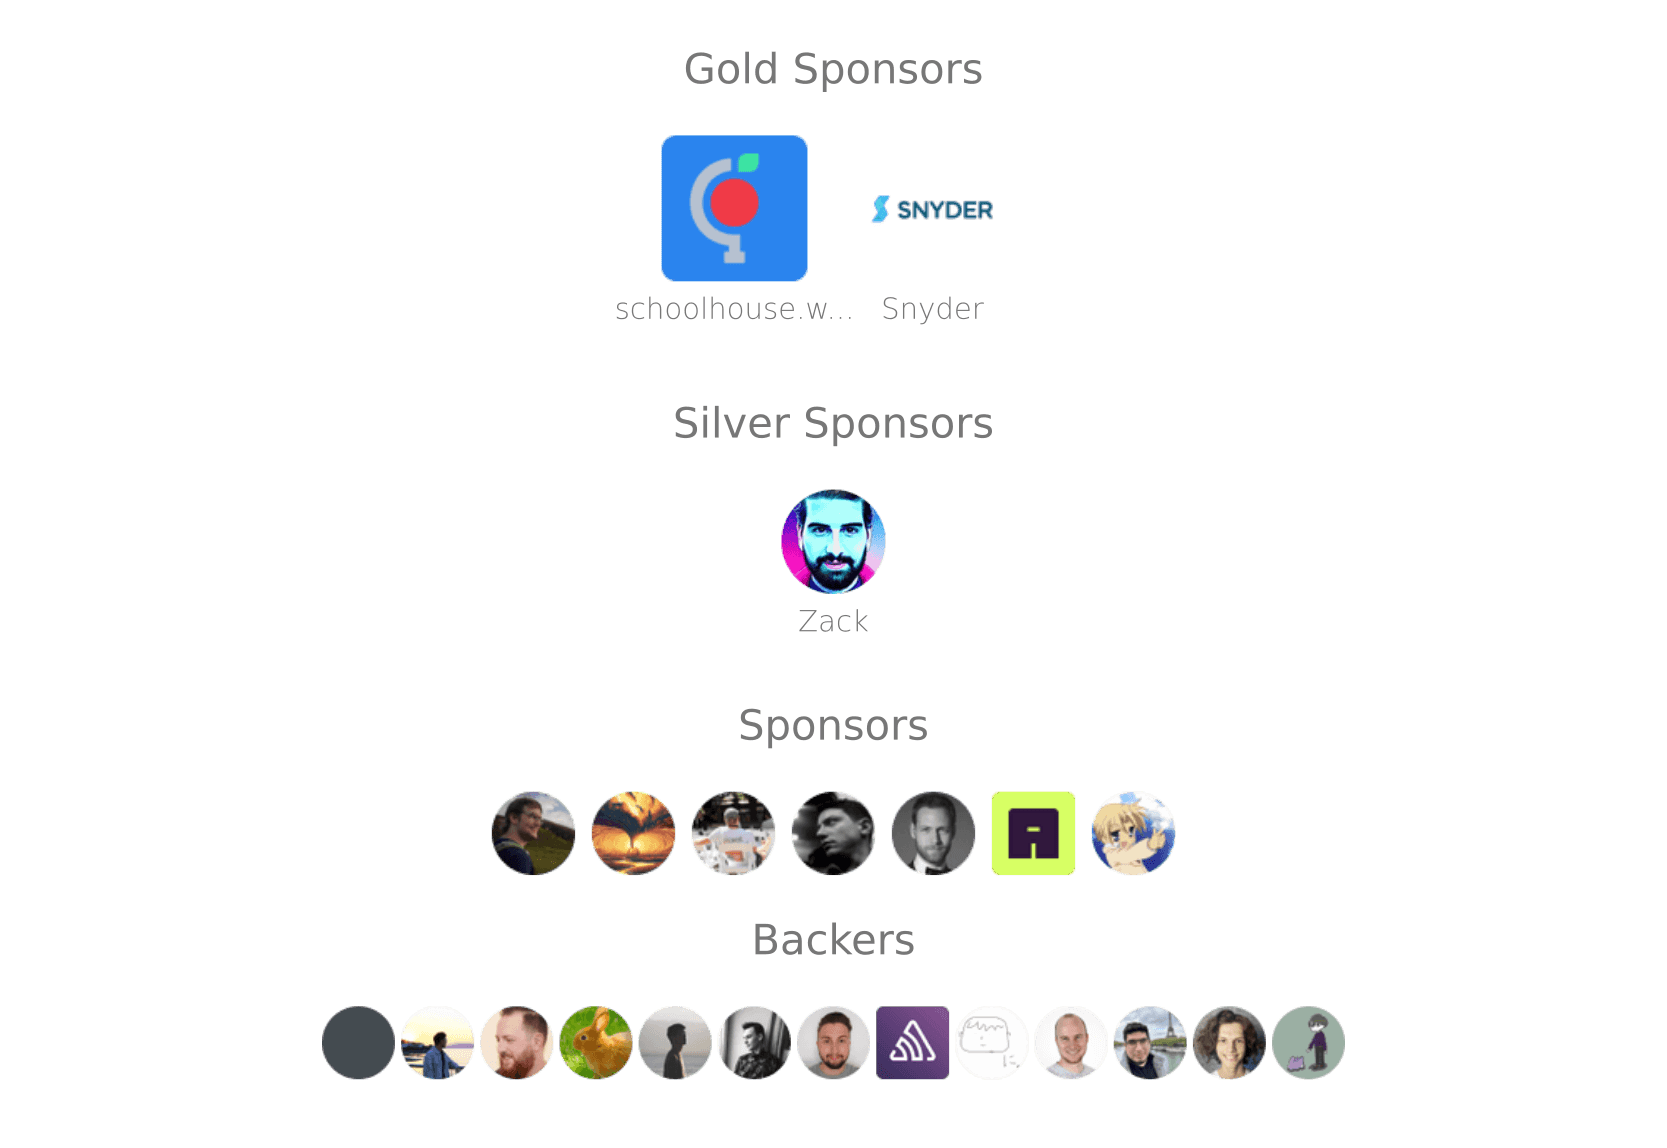 Gold Sponsors
SNYDER
schoolhouse.w... Snyder
Silver Sponsors
Zack
Sponsors
A
Backers